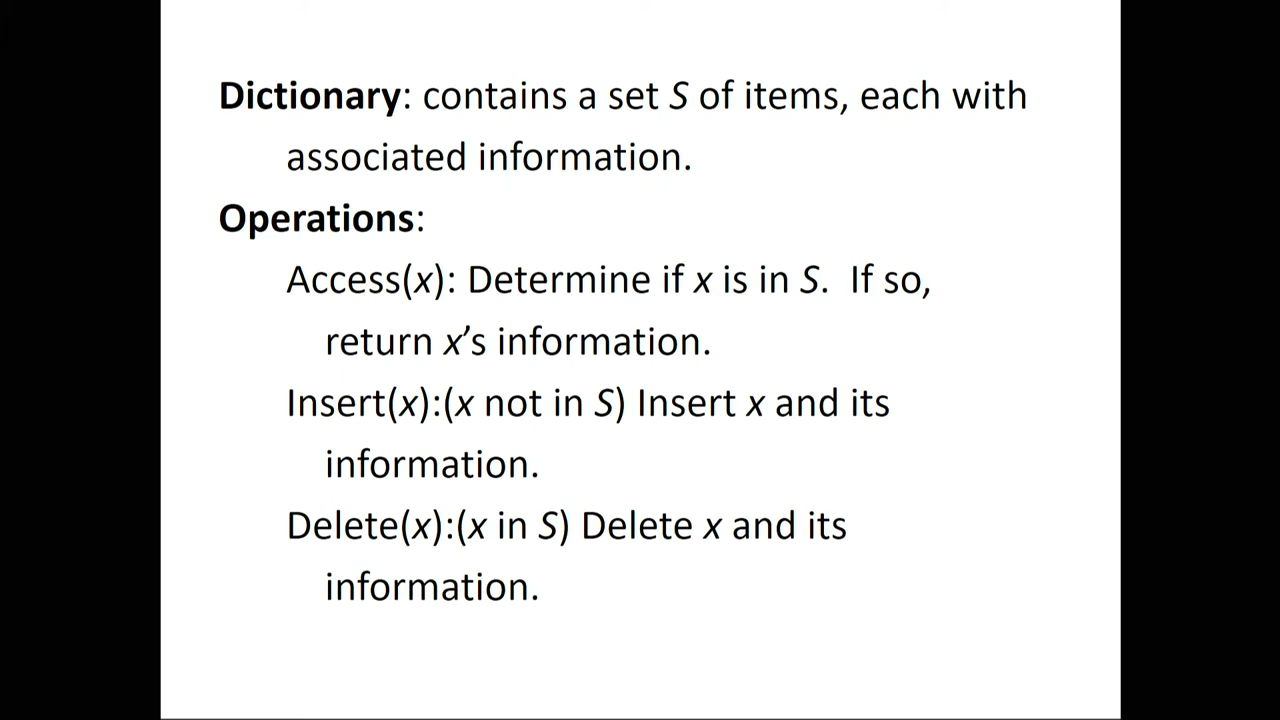 Dictionary: contains a set S of items, each with
associated information.
Operations:
Access(x): Determine if x is in S.  If so,
return x’s information.
Insert(x):(x not in S) Insert x and its
information.
Delete(x):(x in S) Delete x and its
information.